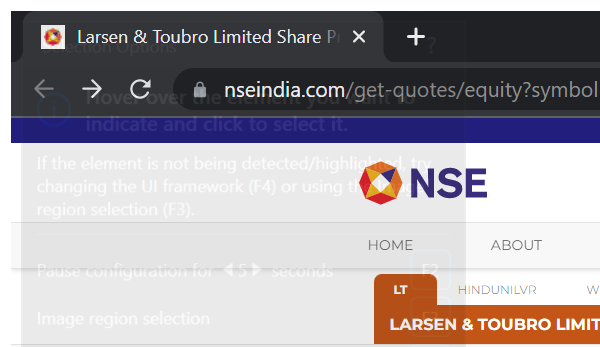 Larsen & Toubro Limited Share Pr
Selection Options
?
nseindia.com/get-quotes/equity?symbol
Hover over the element you want to
indicate and click to select it.
If the element is not being detected/highlighted, try
changing the UI framework (F4) or using the
region selection (F3).
NSE
HOME
ABOUT
Pause configuration for 5 seconds
F2
LT
HINDUNILVR
W
Image region selection
LARSEN & TOUBRO LIMIT